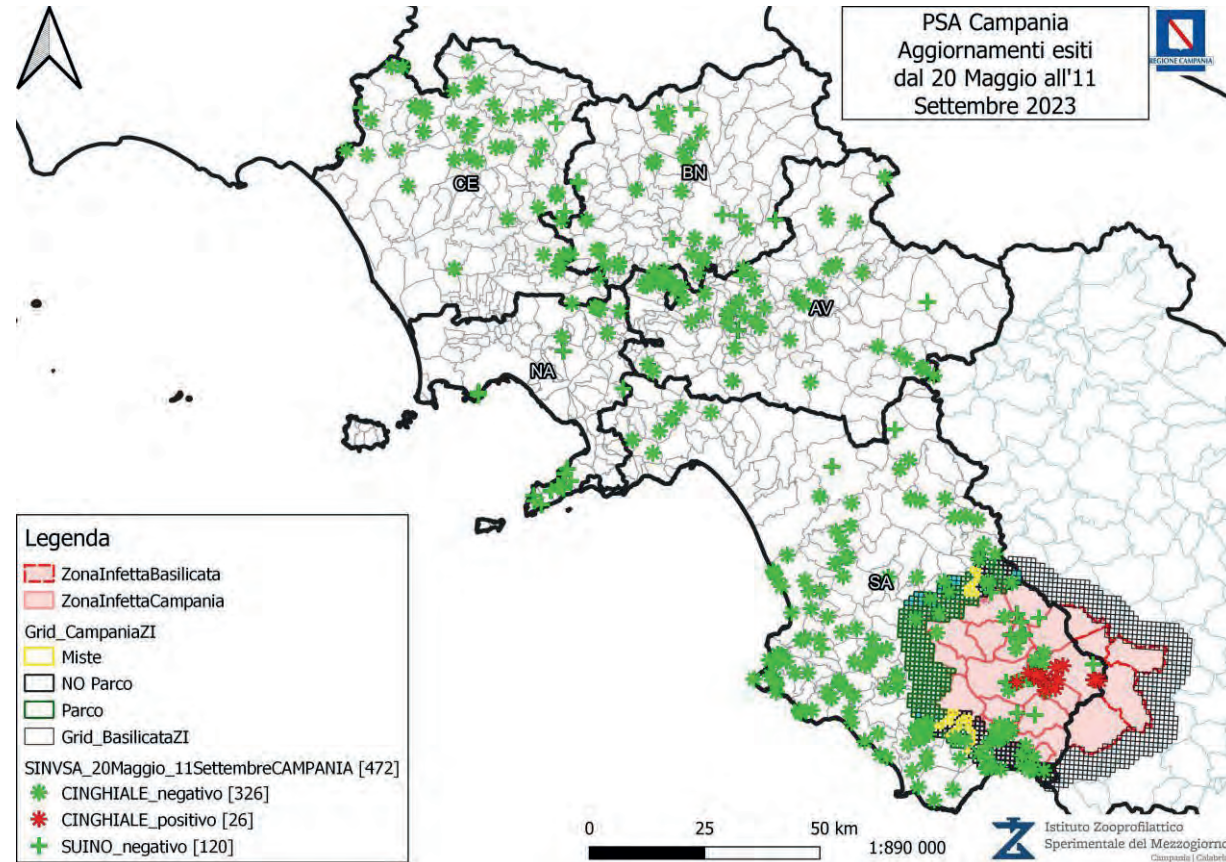 PSA Campania
Aggiornamenti esiti
dal 20 Maggio all'11
Settembre 2023
REGIONE CAMPANIA
CE
BN
AV
NA
SA
Legenda
ZonaInfettaBasilicata
ZonaInfettaCampania
Grid_CampaniaZI
Miste
NO Parco
Parco
Grid_BasilicataZI
SINVSA_20Maggio_11SettembreCAMPANIA [472]
CINGHIALE_negativo [326]
CINGHIALE_positivo [26]
SUINO_negativo [120]
0 25 50 km
1:890 000
Istituto Zooprofilattico
Sperimentale del Mezzogiorno
Campania | Calabria